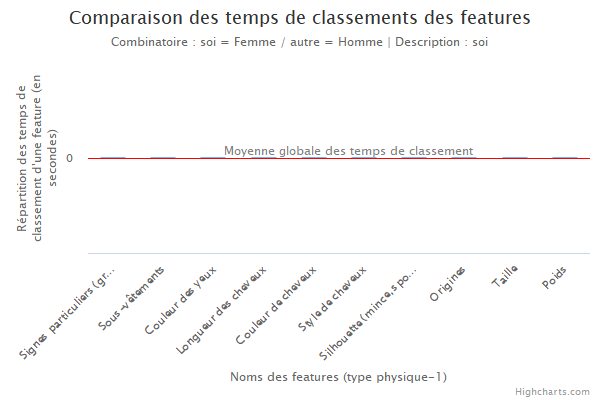 Comparaison des temps de classements des features
Combinatoire : soi = Femme / autre = Homme | Description : soi
Répartition des temps de
classement d'une feature (en
secondes)
0
Moyenne globale des temps de classement
Signes particuliers (gr...
Sous-vêtements
Couleur des yeux
Longueur des cheveux
Couleur de cheveux
Style de cheveux
Silhouette (mince,s po...
Origines
Taille
Poids
Noms des features (type physique-1)
Highcharts.com